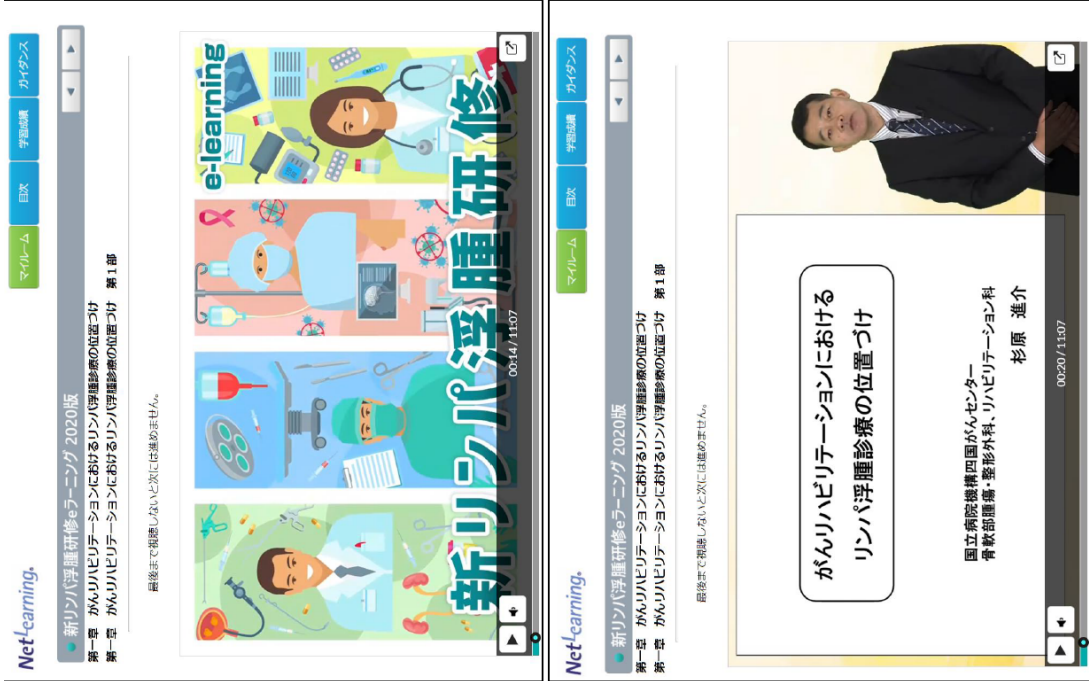 NetLearning.
マイルーム
目次
学習成績
ガイダンス
新リンパ浮腫研修eラーニング 2020版
第一章 がんリハビリテーションにおけるリンパ浮腫診療の位置づけ
第一章 がんリハビリテーションにおけるリンパ浮腫診療の位置づけ 第1部
最後まで視聴しないと次には進めません。
e-learning
新リンパ浮腫研修
00:14 / 11:07
NetLearning.
マイルーム
目次
学習成績
ガイダンス
新リンパ浮腫研修eラーニング 2020版
第一章 がんリハビリテーションにおけるリンパ浮腫診療の位置づけ
第一章 がんリハビリテーションにおけるリンパ浮腫診療の位置づけ 第1部
最後まで視聴しないと次には進めません。
がんリハビリテーションにおける
リンパ浮腫診療の位置づけ
国立病院機構四国がんセンター
骨軟部腫瘍・整形外科、リハビリテーション科
杉原 進介
00:20 / 11:07